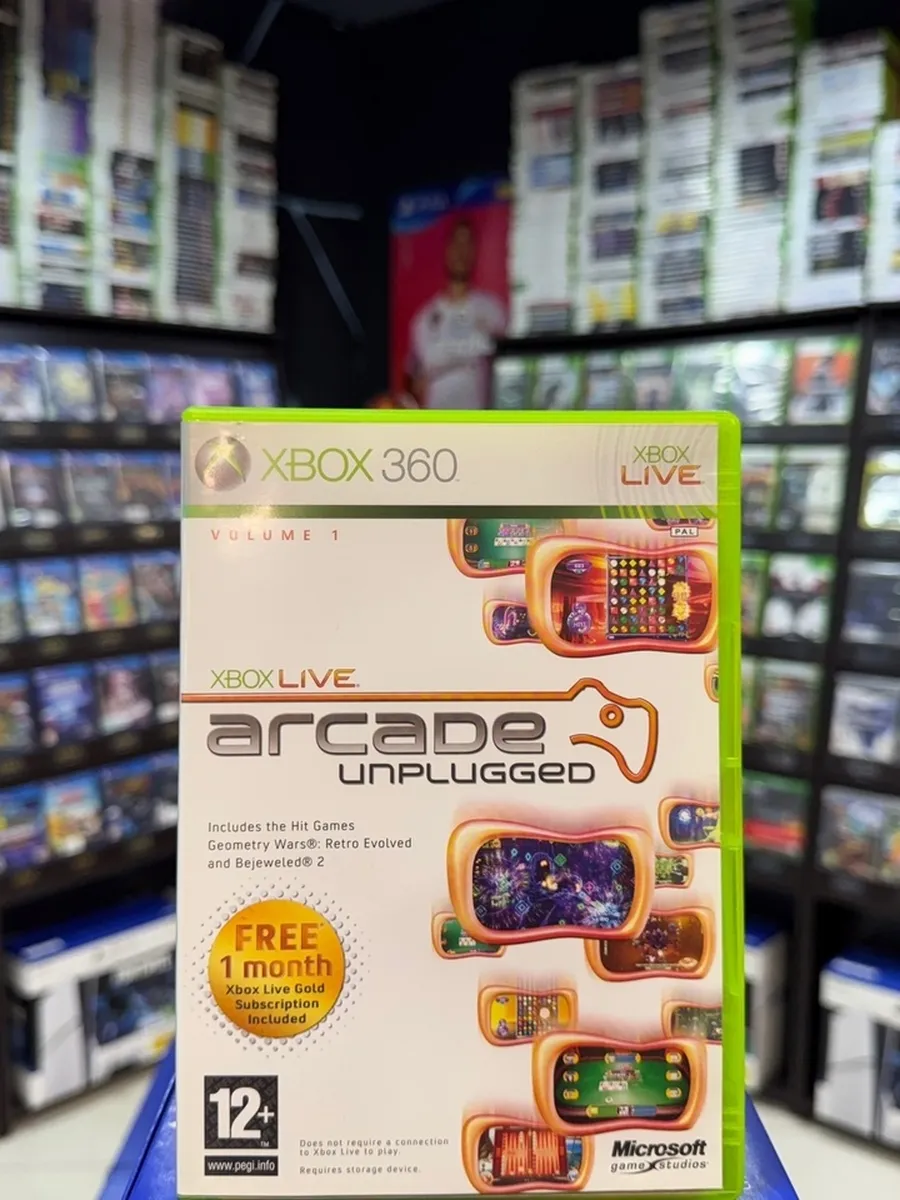 XBOX 360
XBOX
LIVE
VOLUME 1
PAL
XBOX LIVE®
arcade
unplugged
Includes the Hit Games
Geometry Wars®: Retro Evolved
and Bejeweled® 2
FREE*
1 month
Xbox Live Gold
Subscription
Included
12+
™
www.pegi.info
Does not require a connection
to Xbox Live to play.
Requires storage device.
Microsoft
game studios®